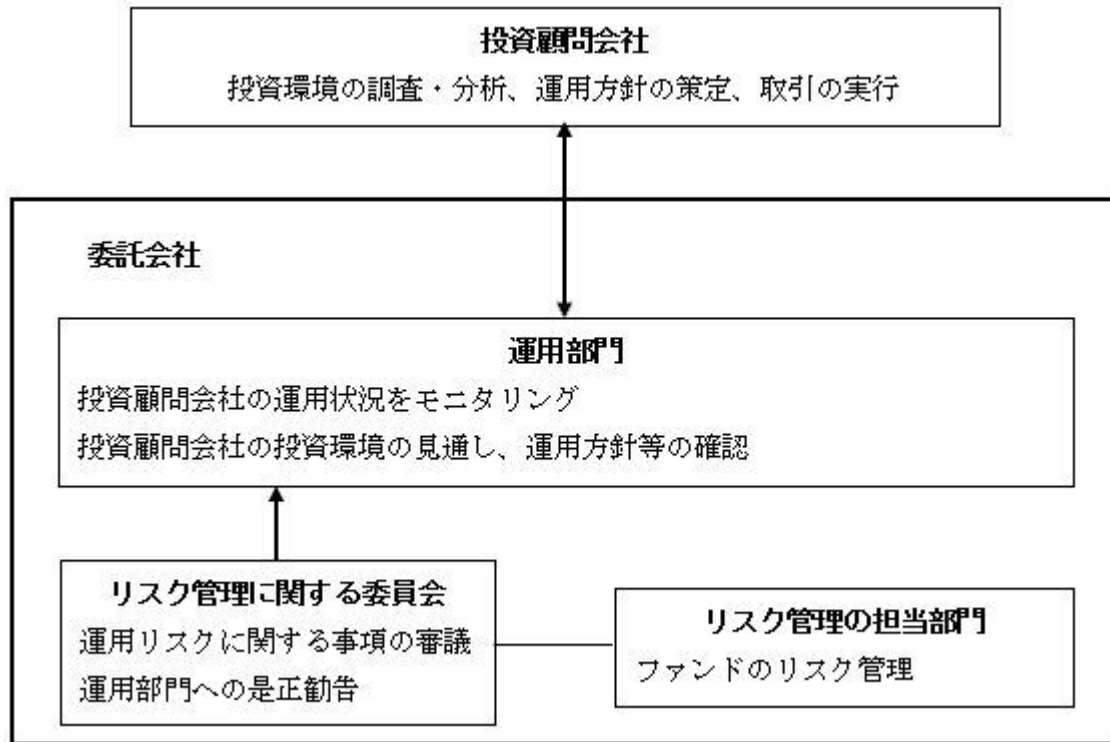 投資顧問会社
投資環境の調査・分析、運用方針の策定、取引の実行
委託会社
運用部門
投資顧問会社の運用状況をモニタリング
投資顧問会社の投資環境の見通し、運用方針等の確認
リスク管理に関する委員会
運用リスクに関する事項の審議
運用部門への是正勧告
リスク管理の担当部門
ファンドのリスク管理